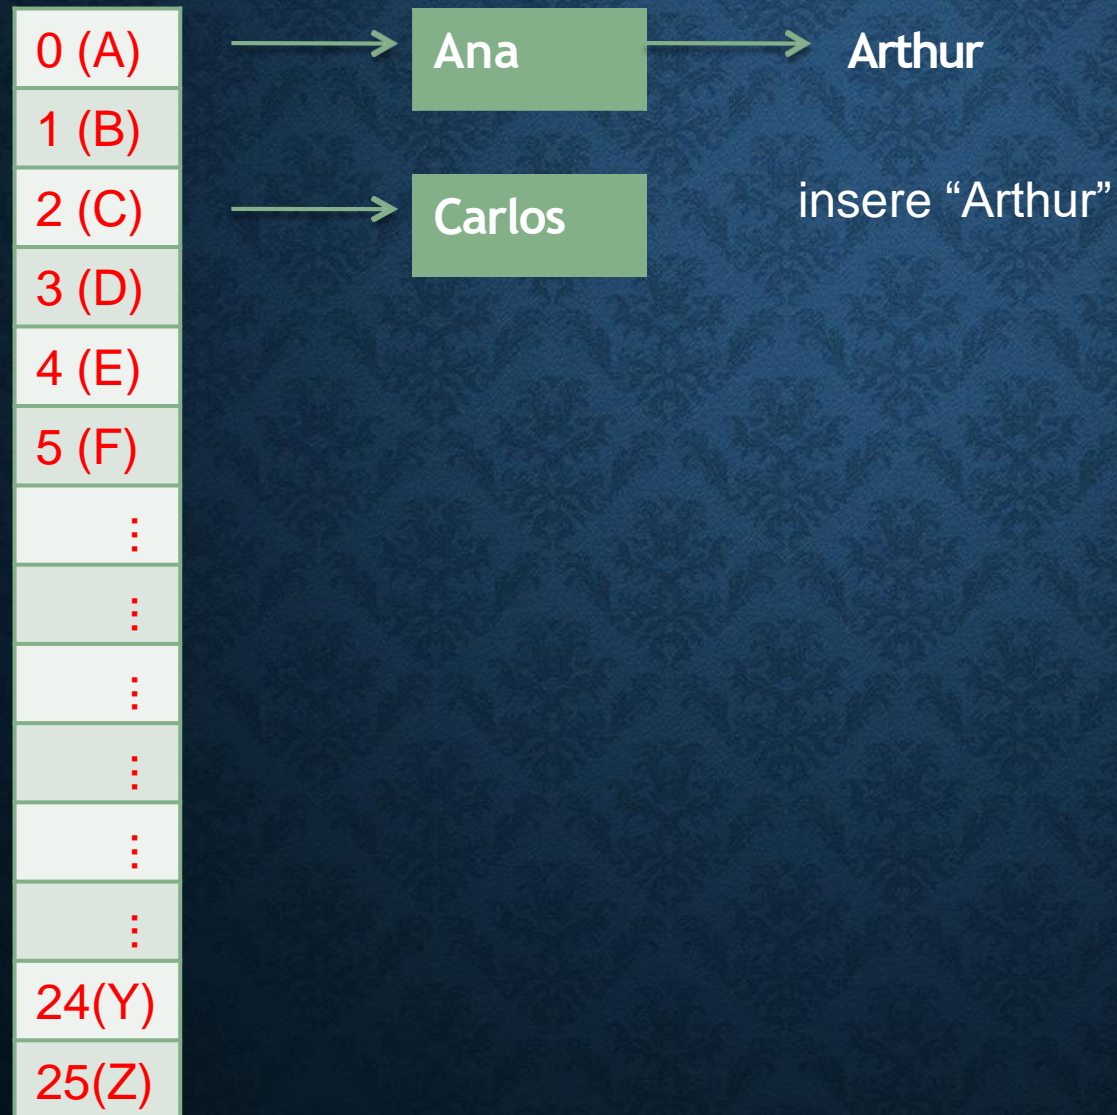 0 (A)
Ana
Arthur
1 (B)
2 (C)
Carlos
insere “Arthur”
3 (D)
4 (E)
5 (F)
⋮
⋮
⋮
⋮
⋮
⋮
24(Y)
25(Z)